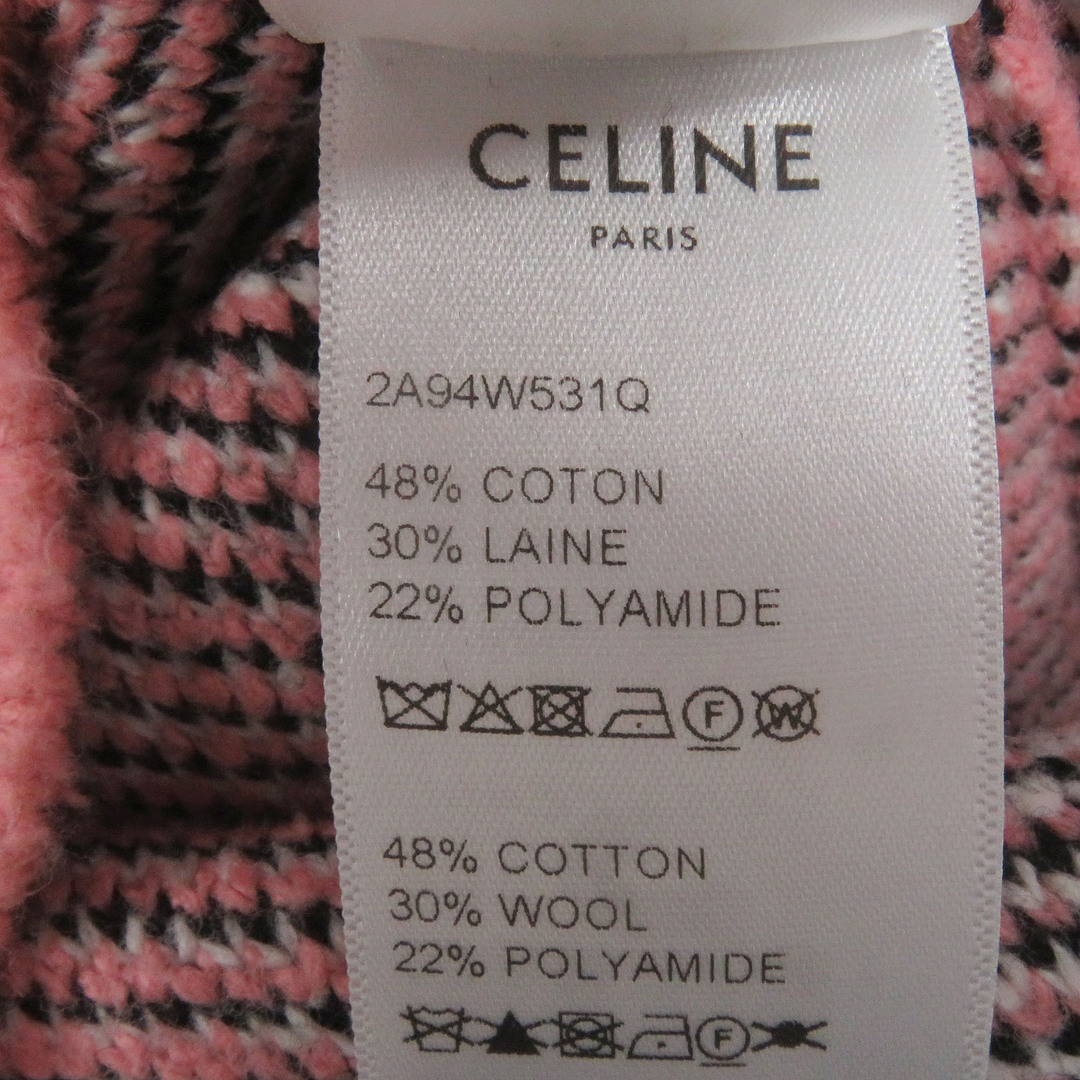 CELINE
PARIS
2A94W531Q
48% COTON
30% LAINE
22% POLYAMIDE
F W
48% COTTON
30% WOOL
22% POLYAMIDE
F